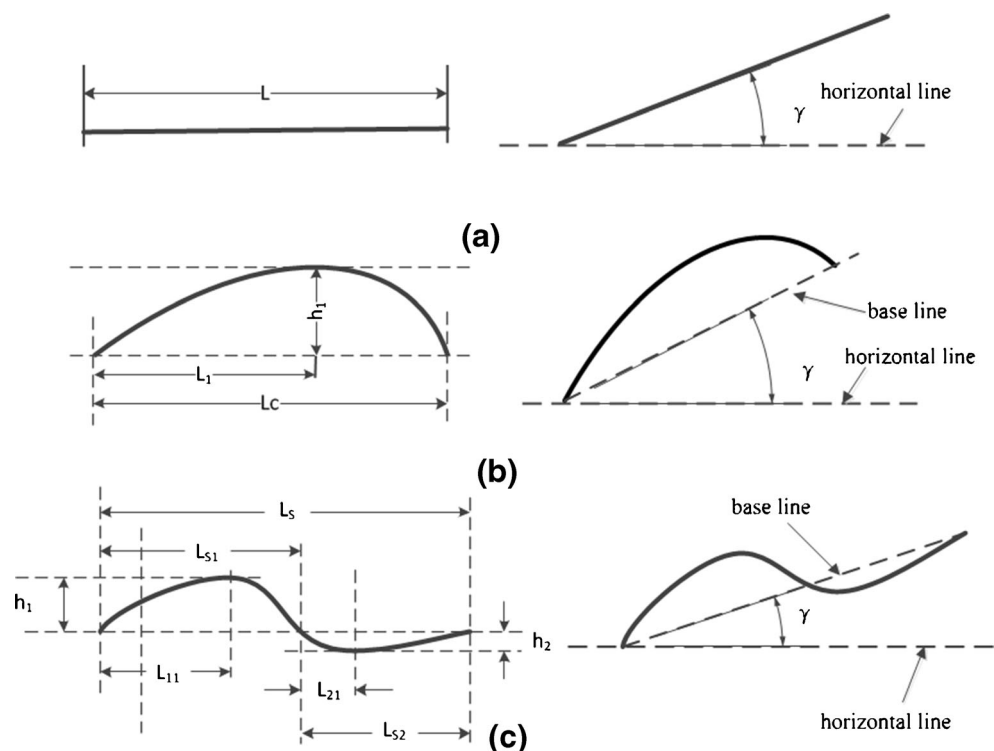 L
γ
horizontal line
(a)
h₁
L₁
Lc
base line
horizontal line
γ
(b)
Lₛ
Lₛ₁
h₁
h₂
L₁₁
L₂₁
Lₛ₂
base line
γ
horizontal line
(c)